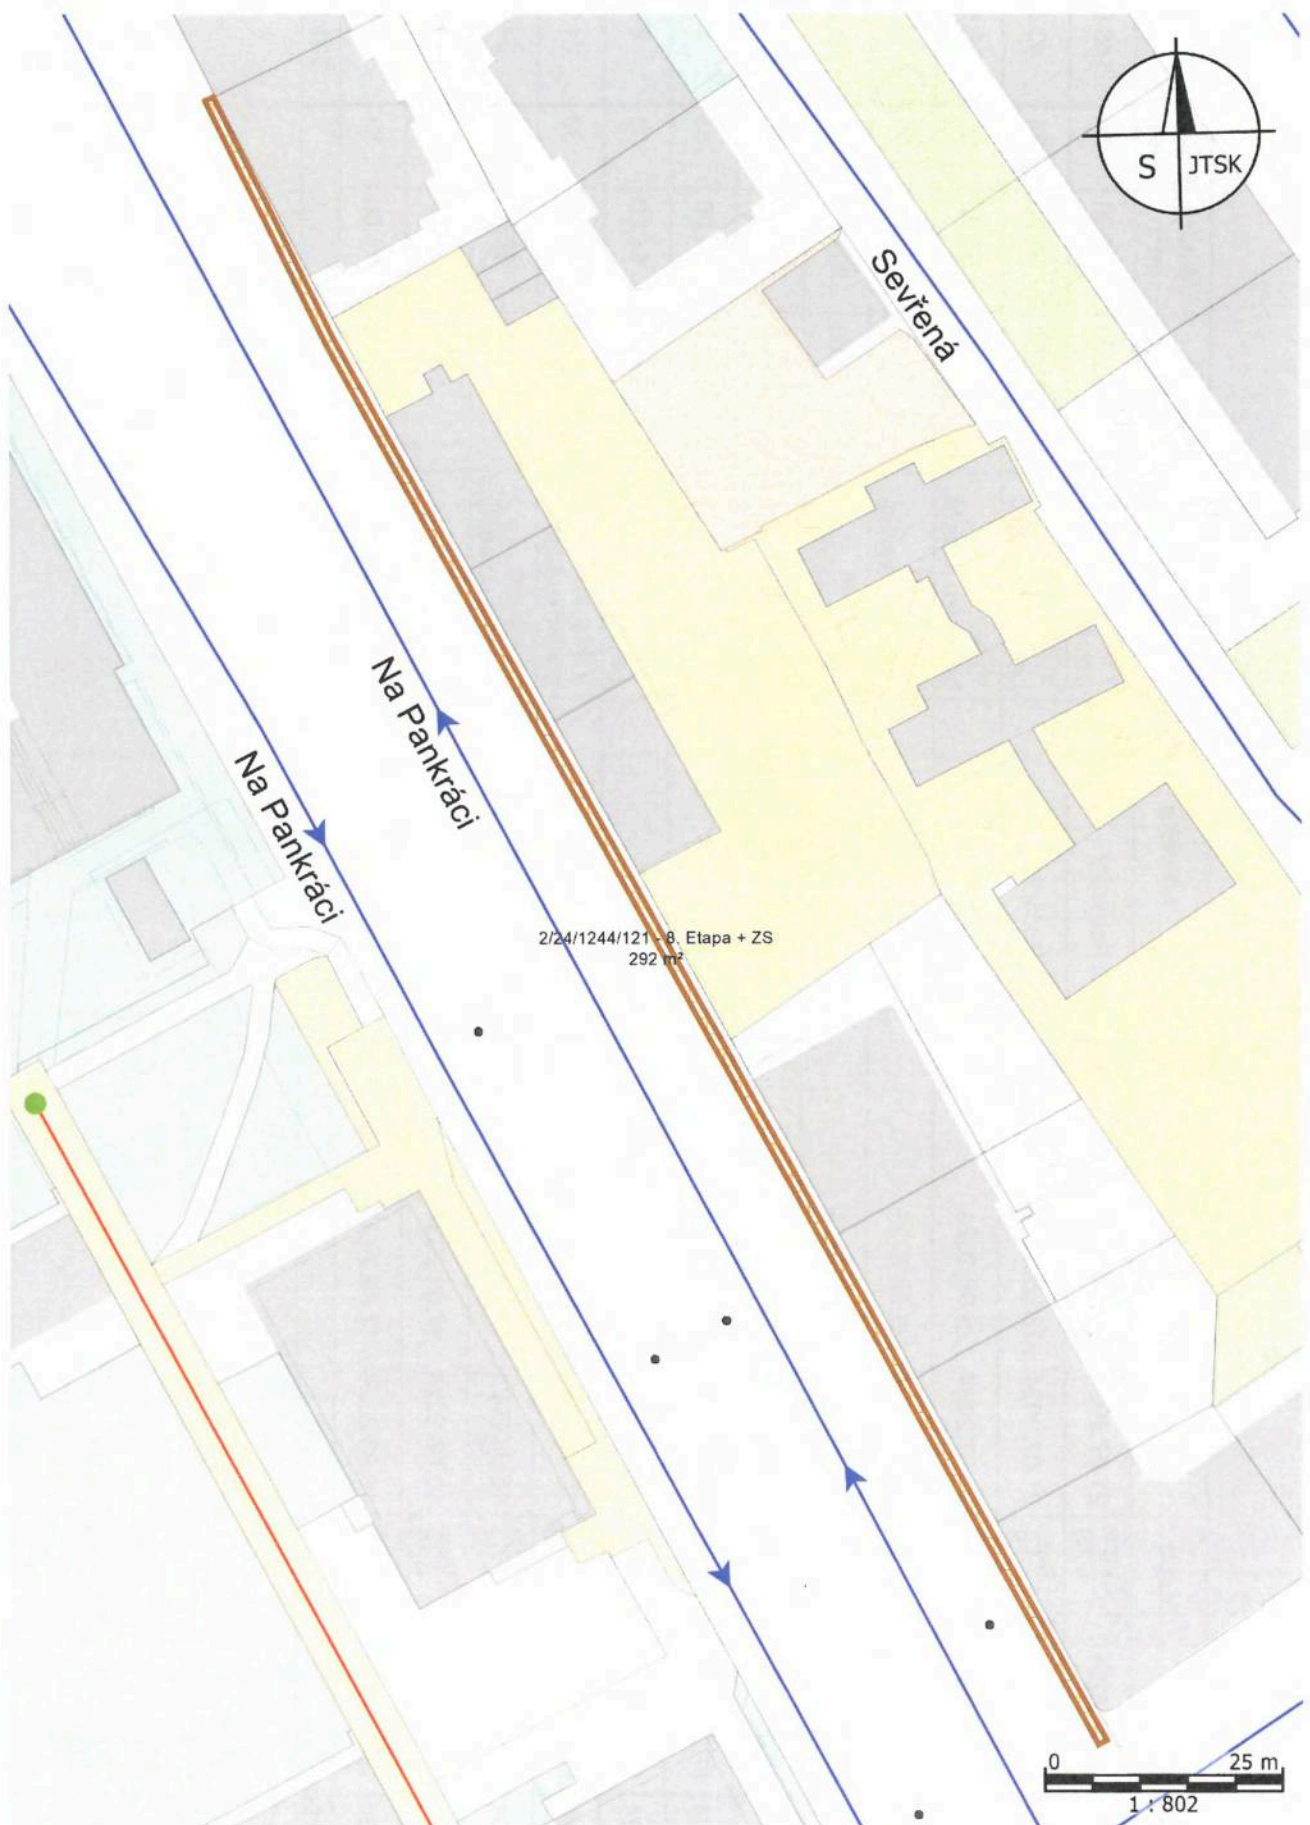 S JTSK
Sevřená
Na Pankráci
Na Pankráci
2/24/1244/121 - 8. Etapa + ZS
292 m²
0 25 m
1 : 802